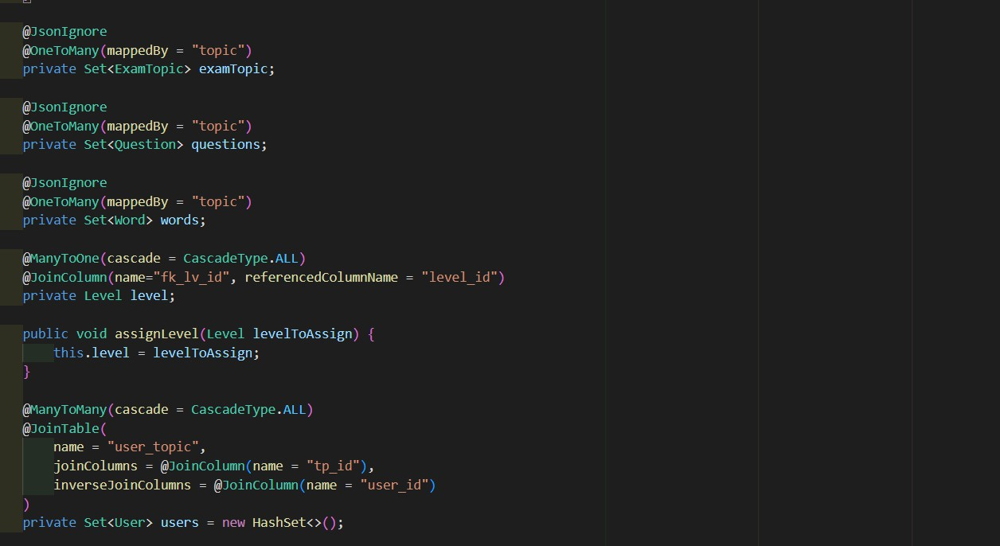 @JsonIgnore
@OneToMany(mappedBy = "topic")
private Set<ExamTopic> examTopic;
@JsonIgnore
@OneToMany(mappedBy = "topic")
private Set<Question> questions;
@JsonIgnore
@OneToMany(mappedBy = "topic")
private Set<Word> words;
@ManyToOne(cascade = CascadeType.ALL)
@JoinColumn(name="fk_lv_id", referencedColumnName = "level_id")
private Level level;
public void assignLevel(Level levelToAssign) {
    this.level = levelToAssign;
}
@ManyToMany(cascade = CascadeType.ALL)
@JoinTable(
    name = "user_topic",
    joinColumns = @JoinColumn(name = "tp_id"),
    inverseJoinColumns = @JoinColumn(name = "user_id")
)
private Set<User> users = new HashSet<>();